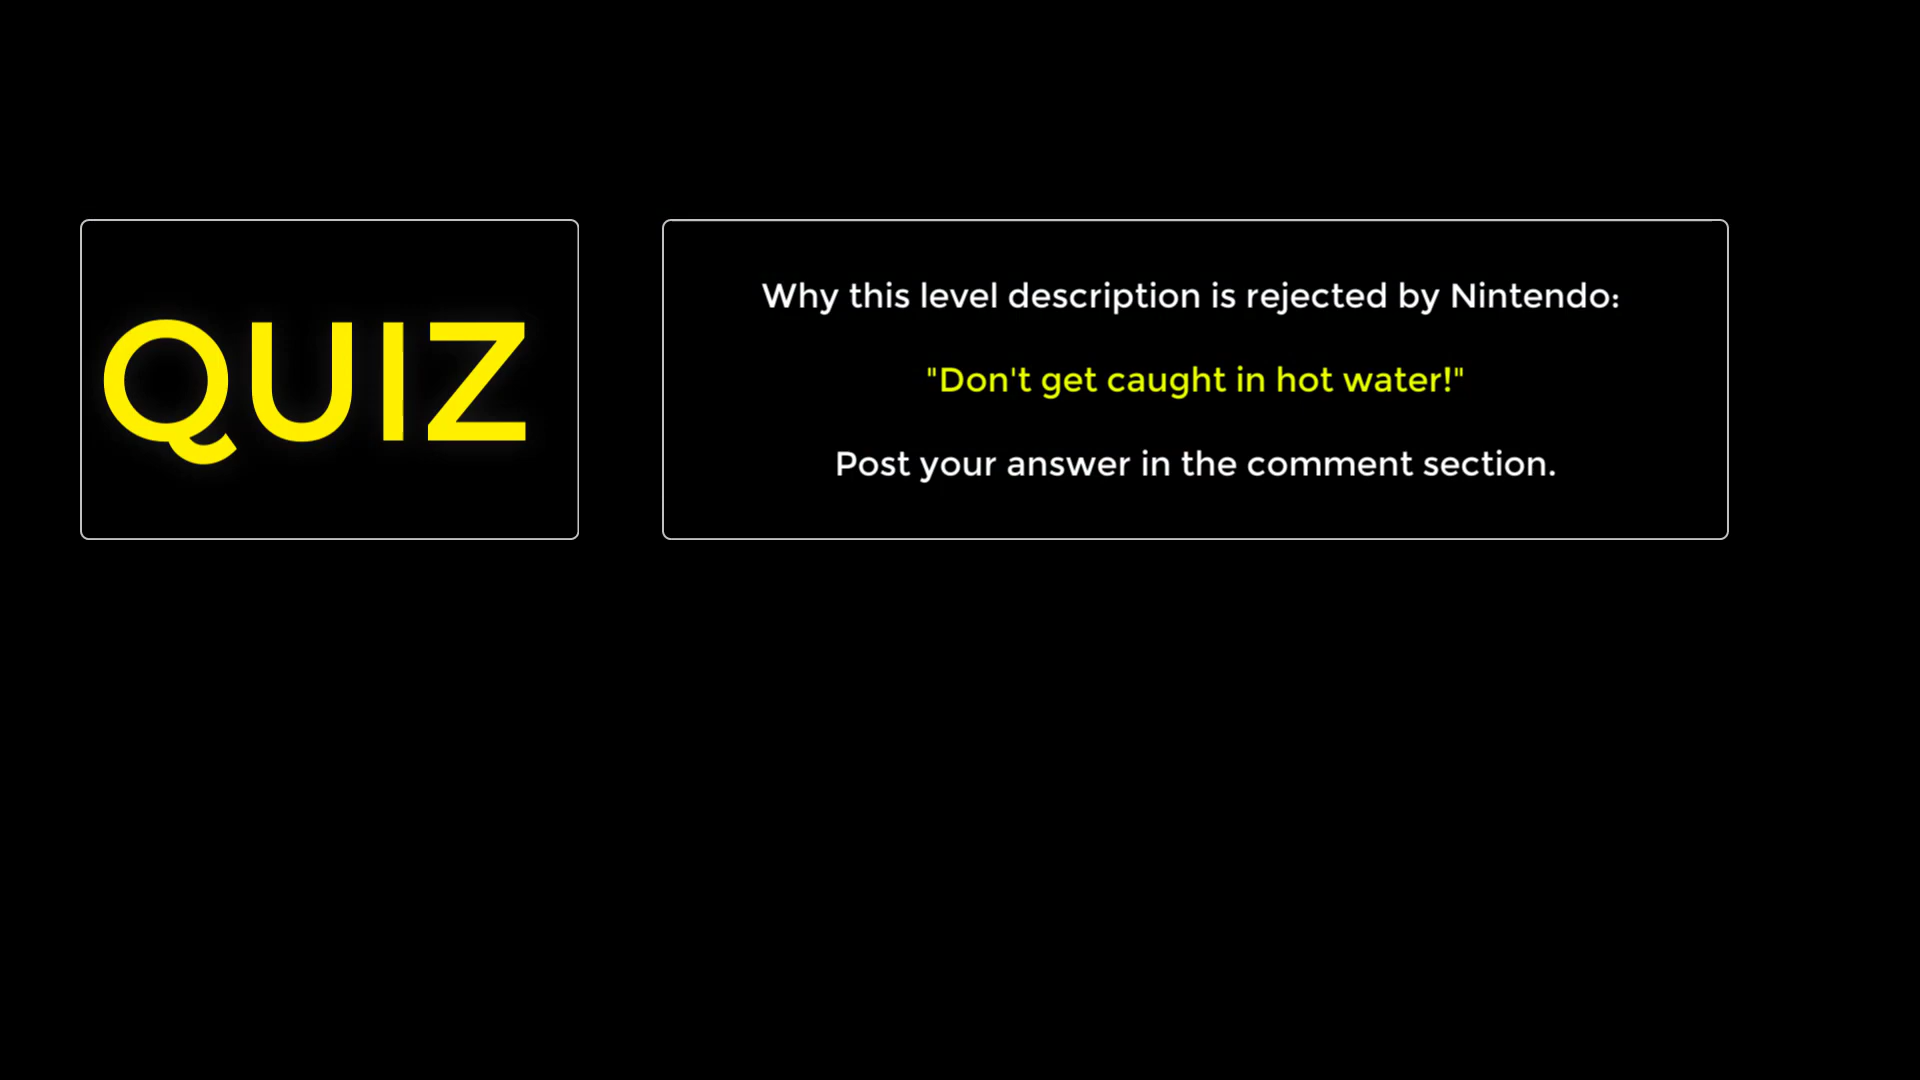 QUIZ
Why this level description is rejected by Nintendo:
"Don't get caught in hot water!"
Post your answer in the comment section.